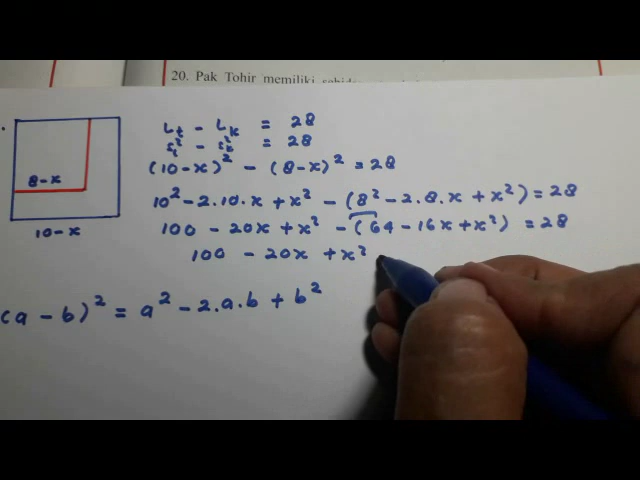 20. Pak Tohir memiliki
8-x
10-x
Lt - Lk = 28
s₁² - s₂² = 28
(10-x)² - (8-x)² = 28
10² - 2.10.x + x² - (8² - 2.8.x + x²) = 28
100 - 20x + x² - (64 - 16x + x²) = 28
100 - 20x + x²
(a - b)² = a² - 2.a.b + b²